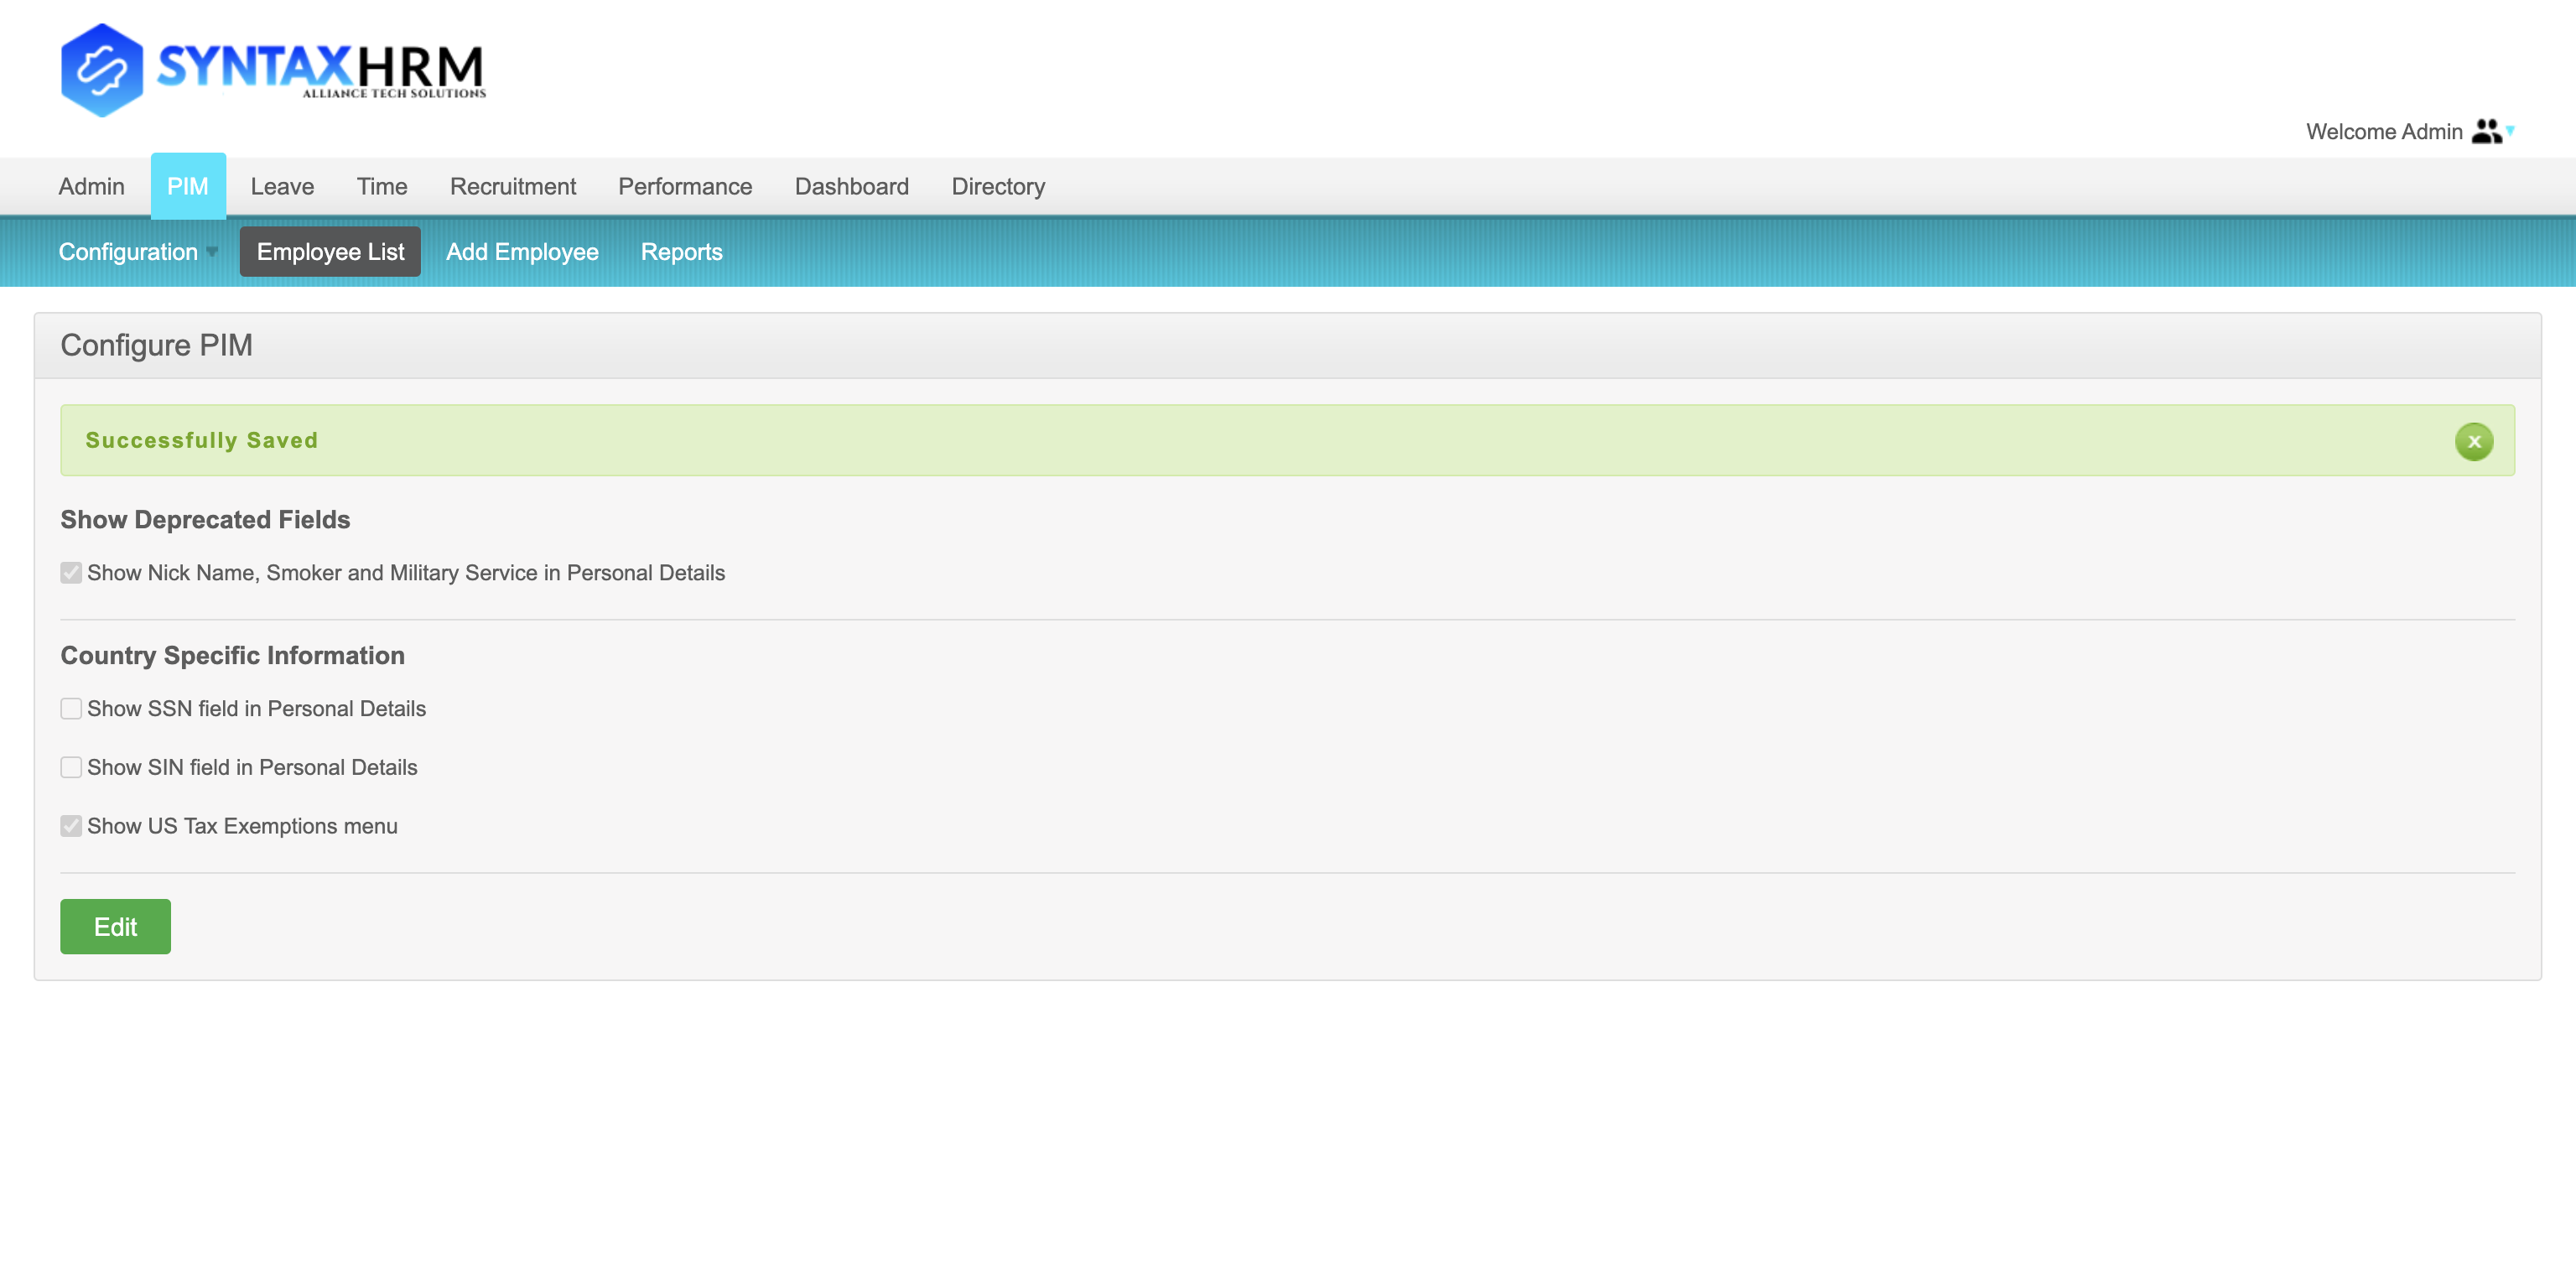 SYNTAXHRM
ALLIANCE TECH SOLUTIONS
Welcome Admin
Admin PIM Leave Time Recruitment Performance Dashboard Directory
Configuration Employee List Add Employee Reports
Configure PIM
Successfully Saved
Show Deprecated Fields
Show Nick Name, Smoker and Military Service in Personal Details
Country Specific Information
Show SSN field in Personal Details
Show SIN field in Personal Details
Show US Tax Exemptions menu
Edit